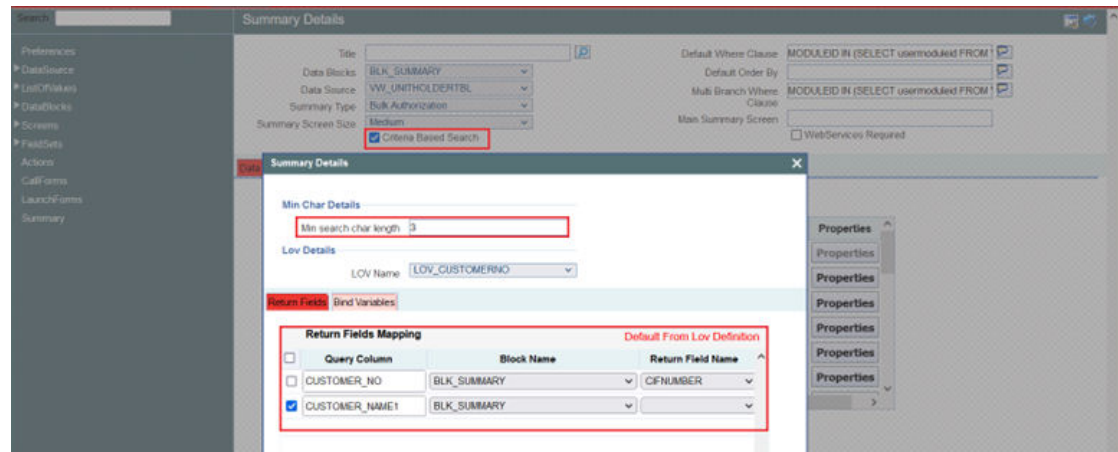 Search
Summary Details
Preferences
DataSource
ListOfValues
DataBlocks
Screens
FieldSets
Actions
CallForms
LaunchForms
Summary
Title
Data Blocks BLK_SUMMARY
Data Source VW_UNITHOLDERTBL
Summary Type Bulk Authorization
Summary Screen Size Medium
Criteria Based Search
Default Where Clause MODULEID IN (SELECT usermoduleid FROM
Default Order By
Multi Branch Where Clause MODULEID IN (SELECT usermoduleid FROM
Main Summary Screen
WebServices Required
Data
Summary Details
Min Char Details
Min search char length 3
Lov Details
LOV Name LOV_CUSTOMERNO
Return Fields Bind Variables
Return Fields Mapping Default From Lov Definition
Query Column Block Name Return Field Name
CUSTOMER_NO BLK_SUMMARY CIFNUMBER
CUSTOMER_NAME1 BLK_SUMMARY
Properties
Properties
Properties
Properties
Properties
Properties
Properties